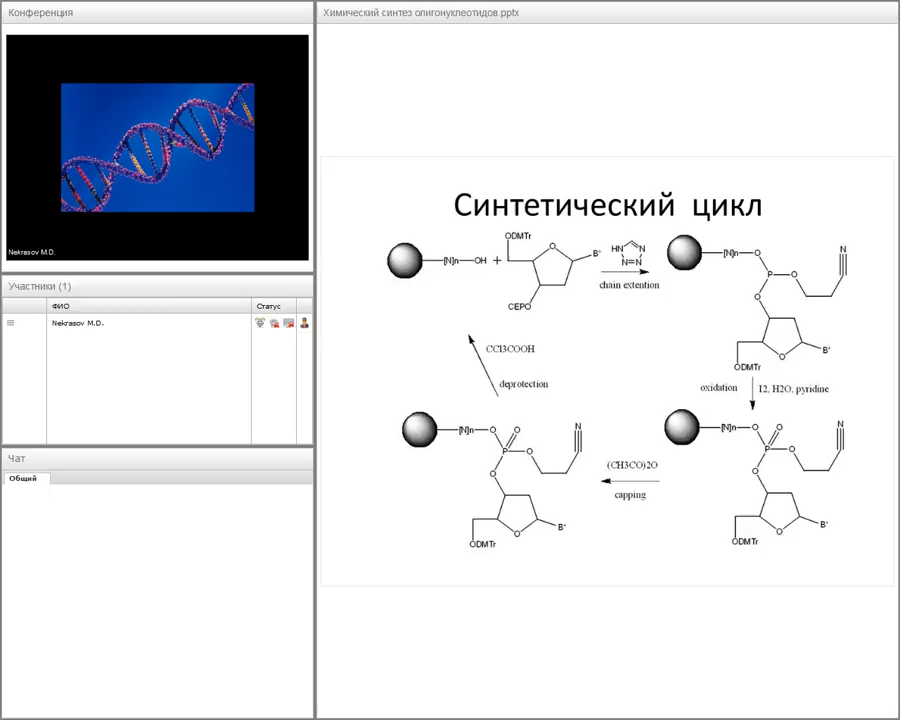 Конференция
Nekrasov M.D.
Участники (1)
ФИО
Статус
Nekrasov M.D.
Чат
Общий
Химический синтез олигонуклеотидов.pptx
Синтетический цикл
[N]n
OH
+
ODMTr
O
B*
CEPO
HN
N
N=N
chain extention
[N]n
O
P
O
N
O
O
B*
ODMTr
oxidation
I2, H2O, pyridine
[N]n
O
O
P
O
N
O
O
B*
ODMTr
(CH3CO)2O
capping
[N]n
O
O
P
O
N
O
O
B*
ODMTr
CCl3COOH
deprotection